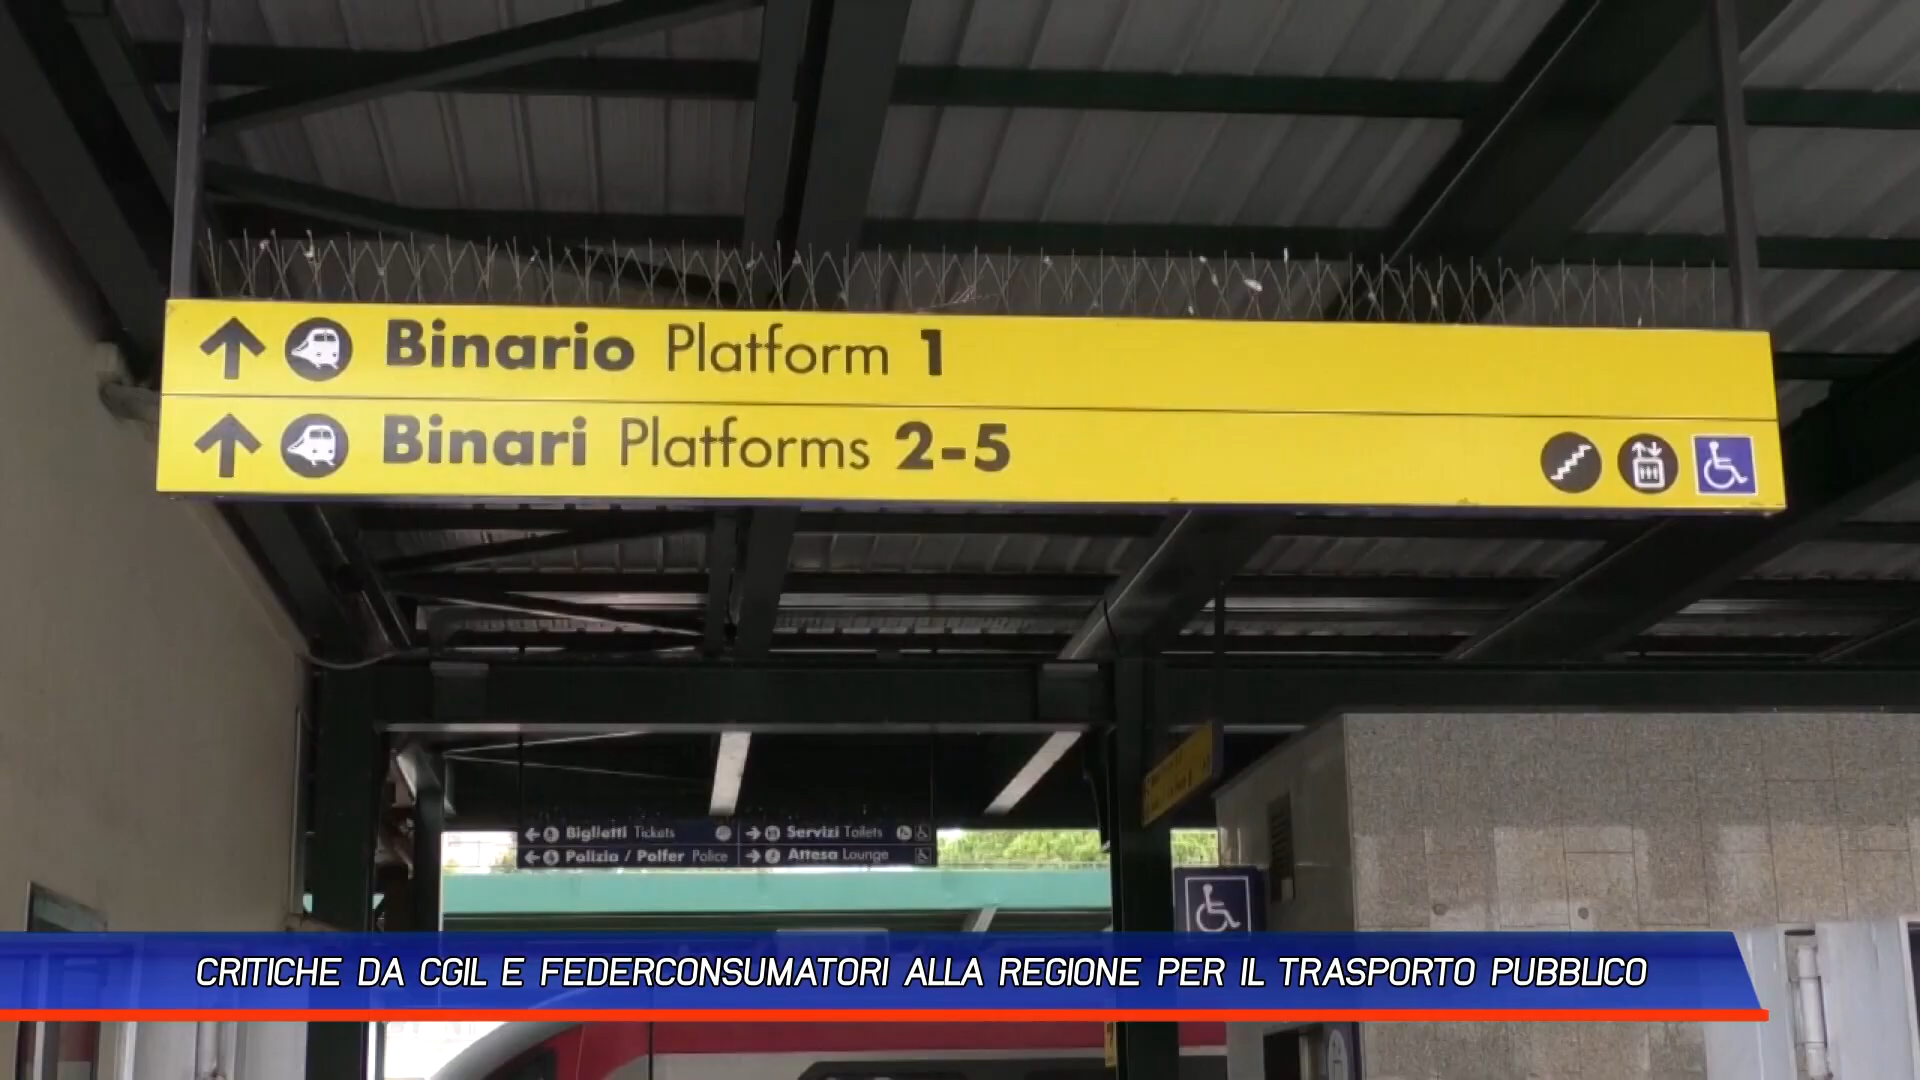 Binario Platform 1
Binari Platforms 2-5
Biglietti Tickets
Servizi Toilets
Polizia / Polfer Police
Attesa Lounge
CRITICHE DA CGIL E FEDERCONSUMATORI ALLA REGIONE PER IL TRASPORTO PUBBLICO